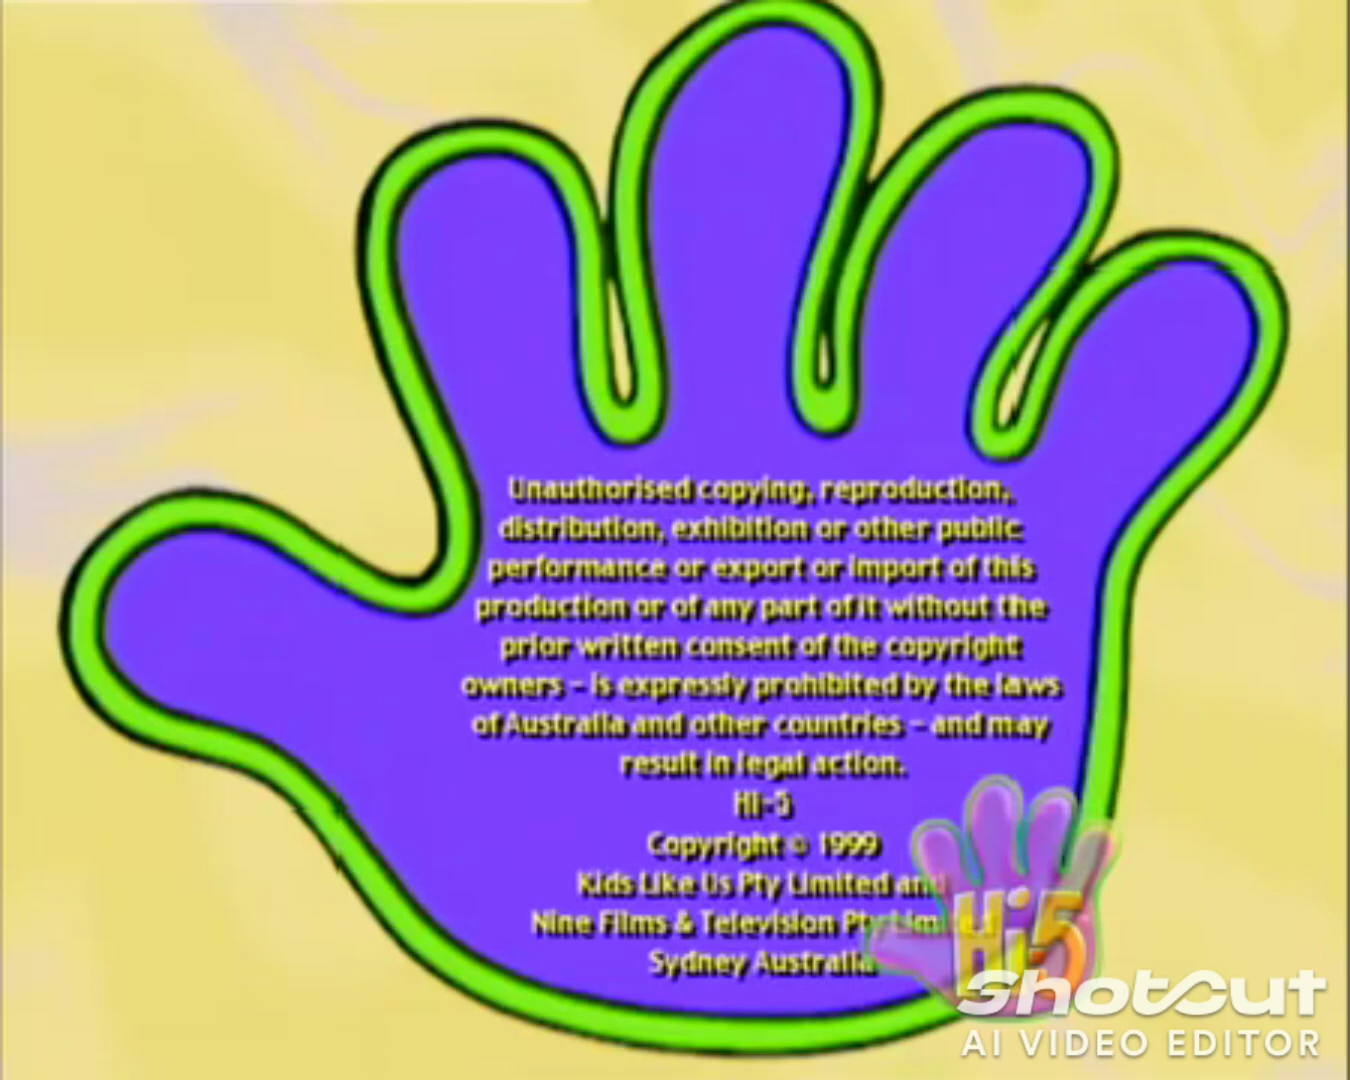 Unauthorised copying, reproduction,
distribution, exhibition or other public
performance or export or import of this
production or of any part of it without the
prior written consent of the copyright
owners – is expressly prohibited by the laws
of Australia and other countries – and may
result in legal action.
Hi-5
Copyright © 1999
Kids Like Us Pty Limited and
Nine Films & Television Pty Limited
Sydney Australia
Hi5
ShotCut
AI VIDEO EDITOR